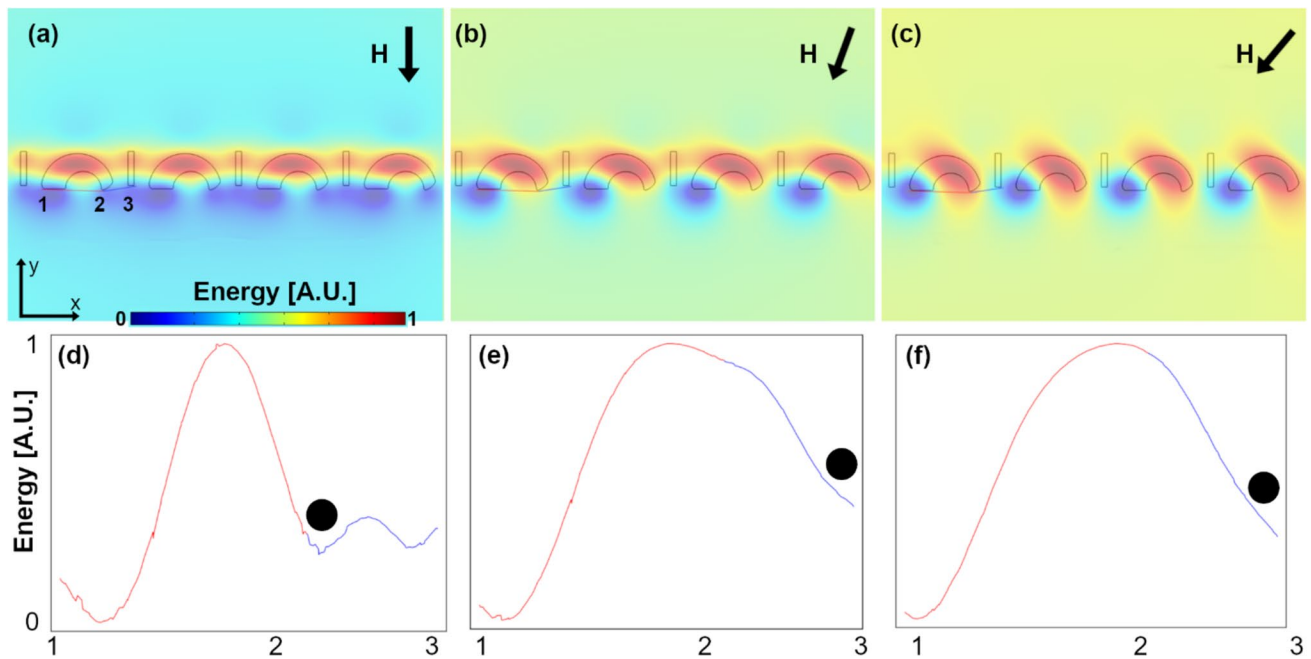 (a)
H
(b)
H
(c)
H
1 2 3
y
x
Energy [A.U.]
0 1
1
(d)
(e)
(f)
Energy [A.U.]
0
1 2 3
1 2 3
1 2 3